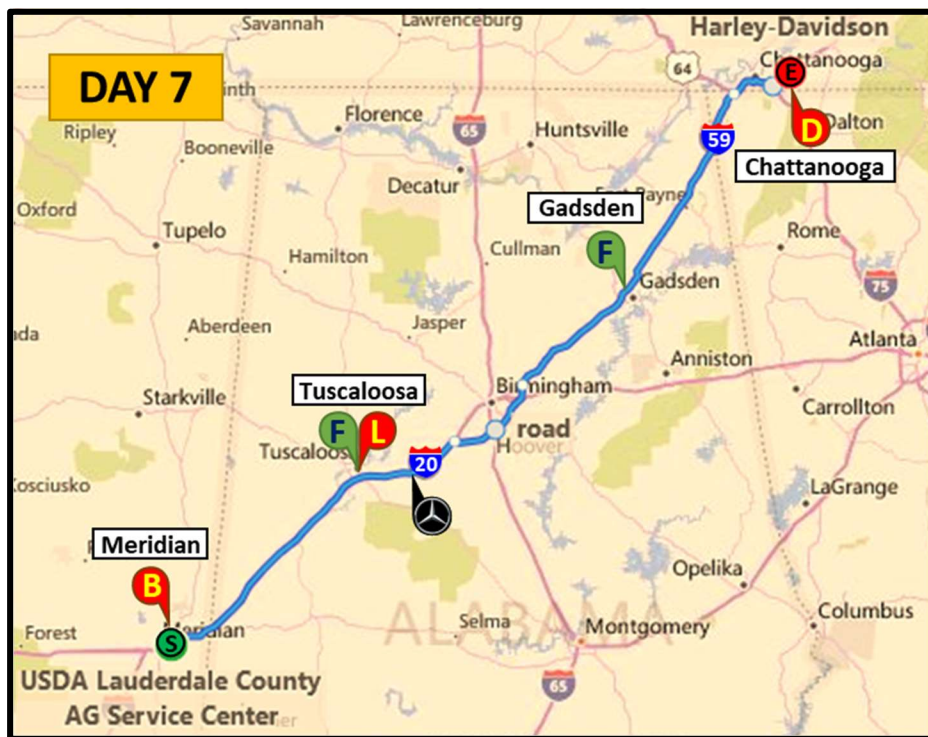 Savannah
Lawrenceburg
Harley-Davidson
DAY 7
64
Chattanooga
E
inth
Florence
65
Huntsville
59
D
Dalton
Ripley
Booneville
Chattanooga
Decatur
Fort Payne
Gadsden
Oxford
Tupelo
Cullman
F
Rome
Hamilton
Gadsden
75
Aberdeen
Jasper
Atlanta
Anniston
Tuscaloosa
Birmingham
Starkville
Carrollton
F
L
road
Tuscaloos
Hoover
20
Kosciusko
LaGrange
Meridian
Opelika
B
ALABAMA
Columbus
Forest
S
Meridian
Selma
Montgomery
USDA Lauderdale County
65
AG Service Center